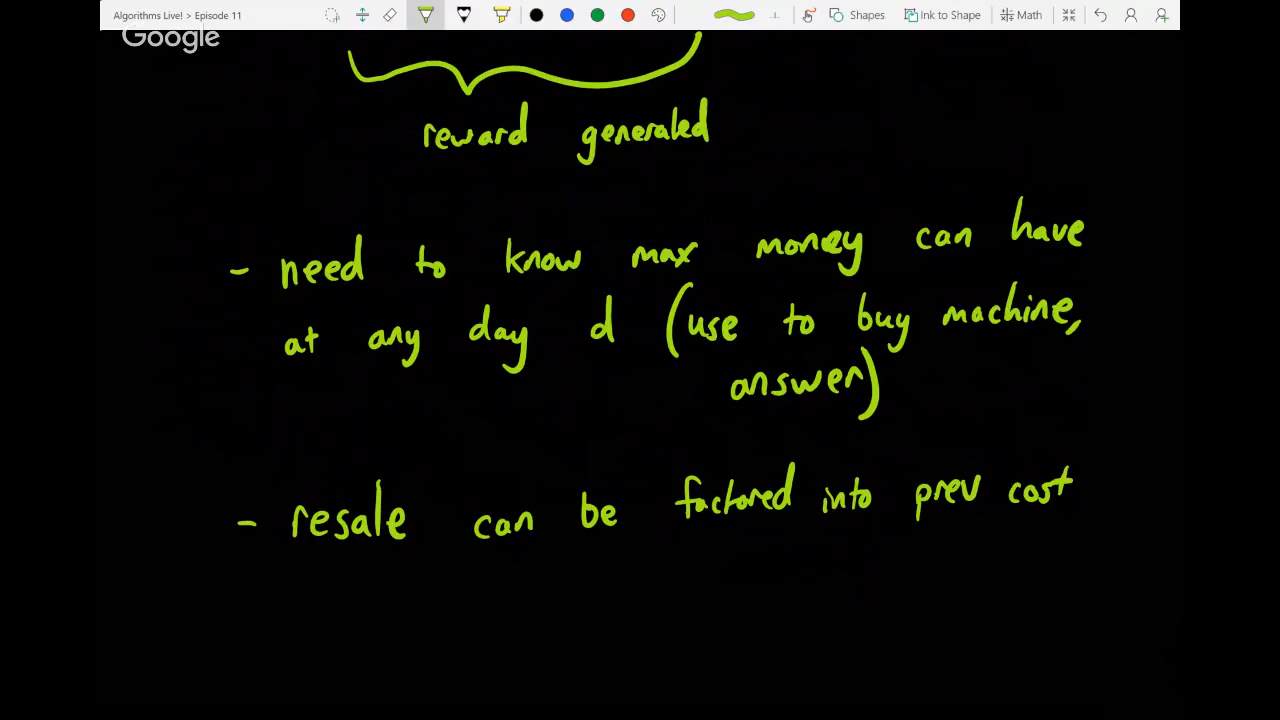 Algorithms Live! > Episode 11
Shapes
Ink to Shape
Math
Google
reward generated
- need to know max money can have
at any day d (use to buy machine,
answer)
- resale can be factored into prev cost